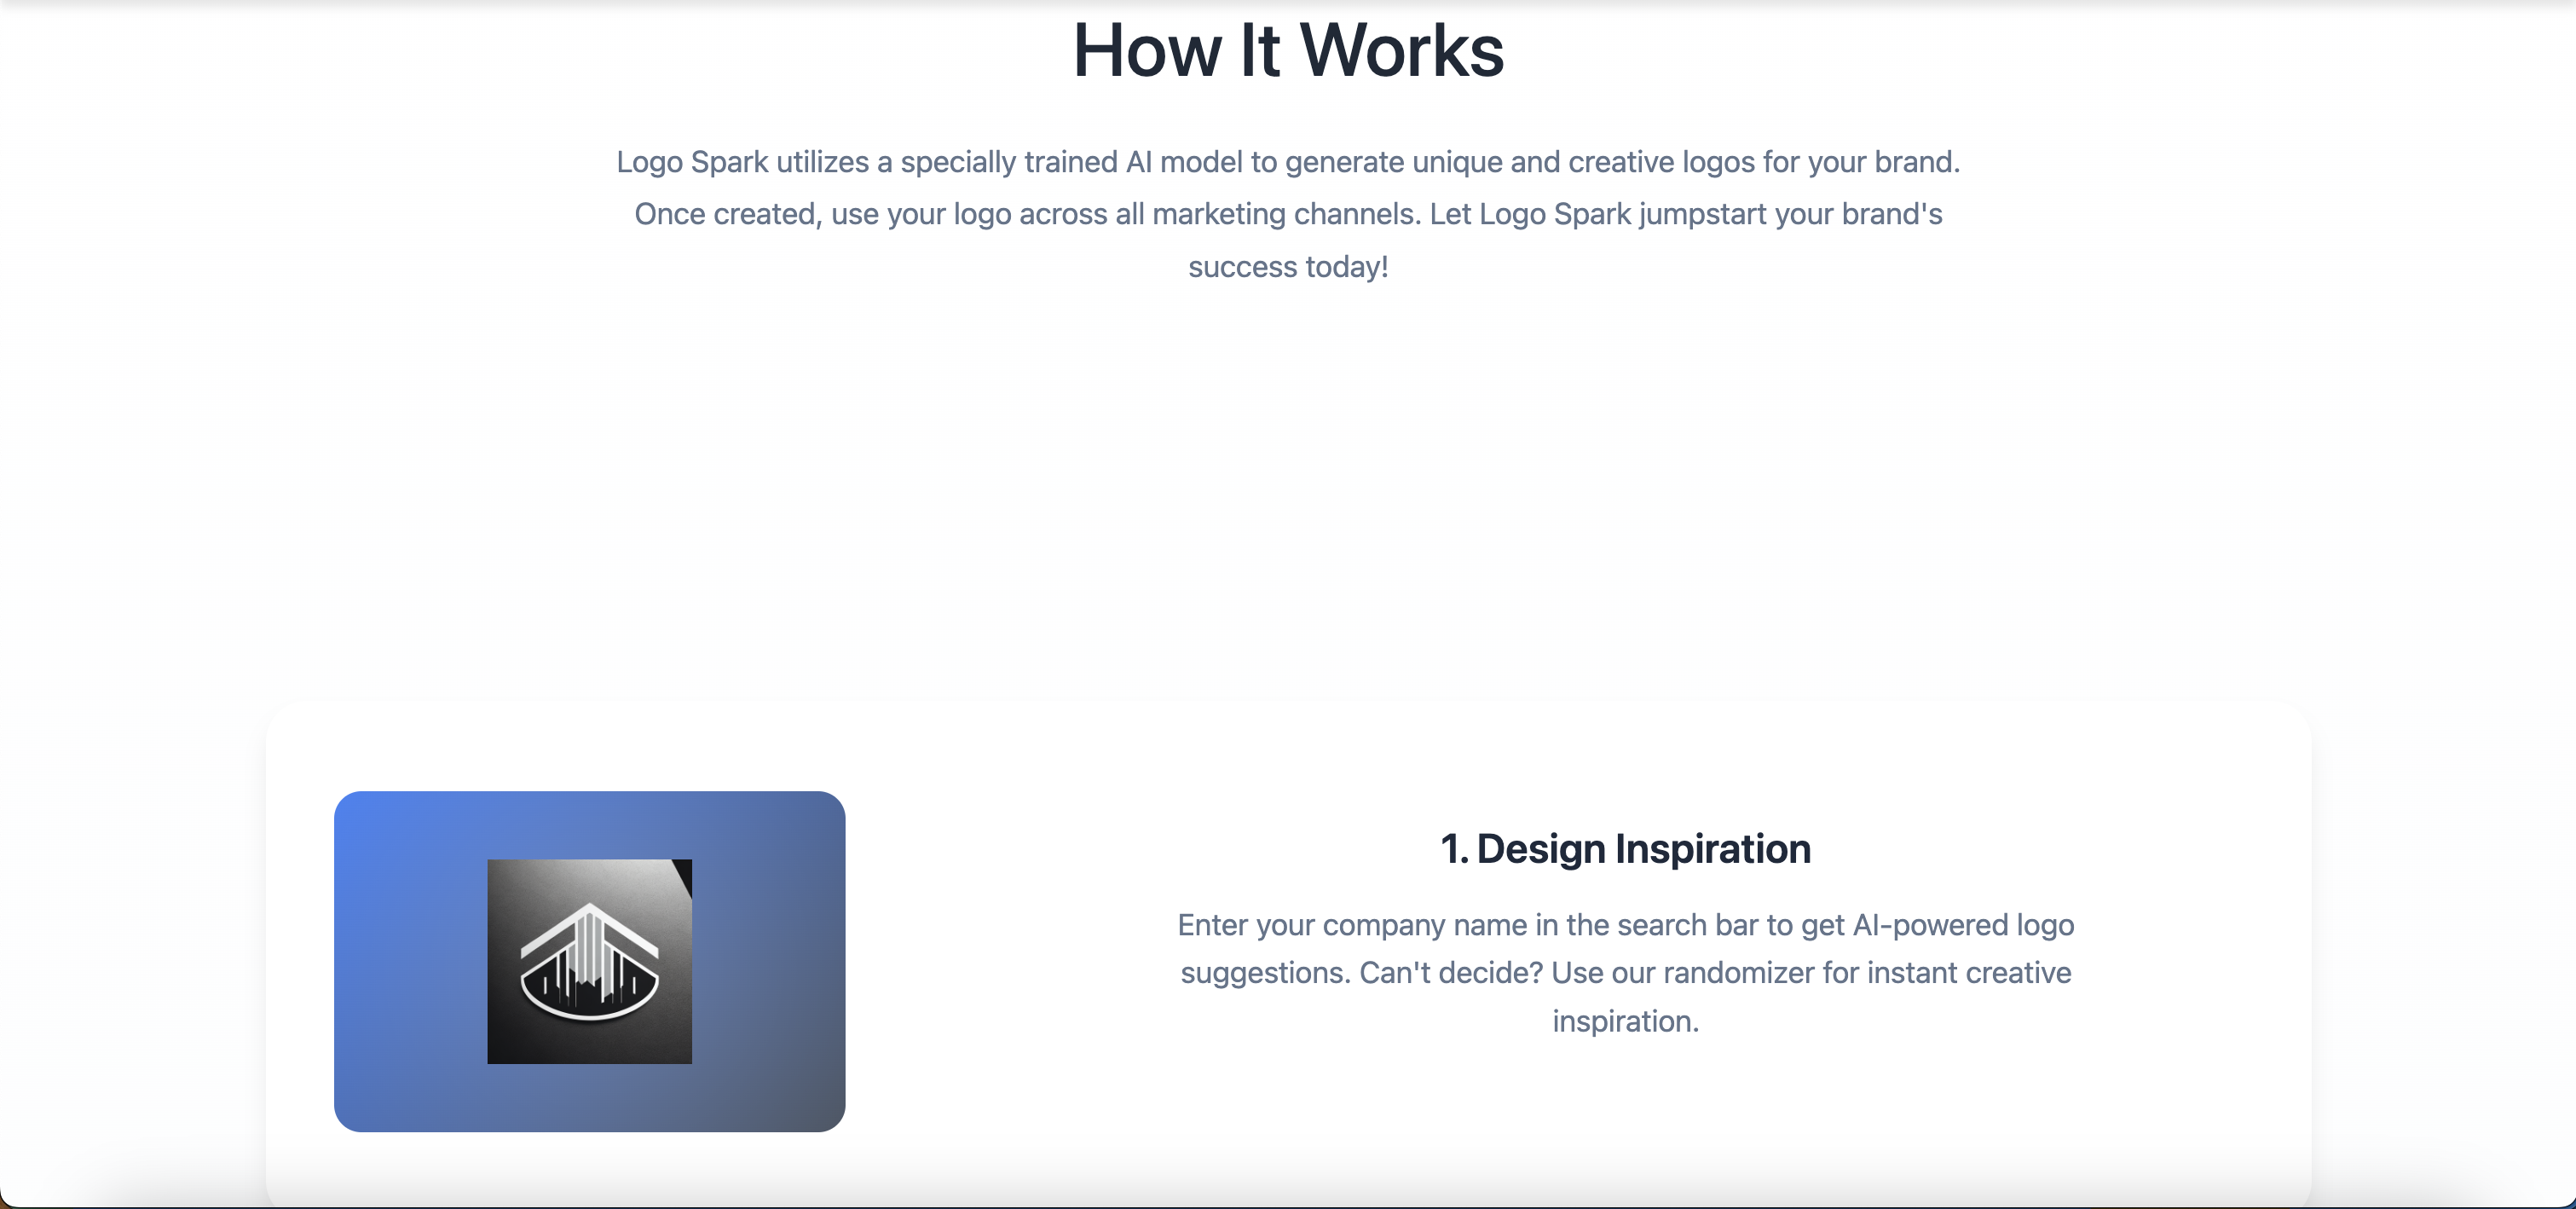 How It Works
Logo Spark utilizes a specially trained AI model to generate unique and creative logos for your brand.
Once created, use your logo across all marketing channels. Let Logo Spark jumpstart your brand's
success today!
1. Design Inspiration
Enter your company name in the search bar to get AI-powered logo
suggestions. Can't decide? Use our randomizer for instant creative
inspiration.